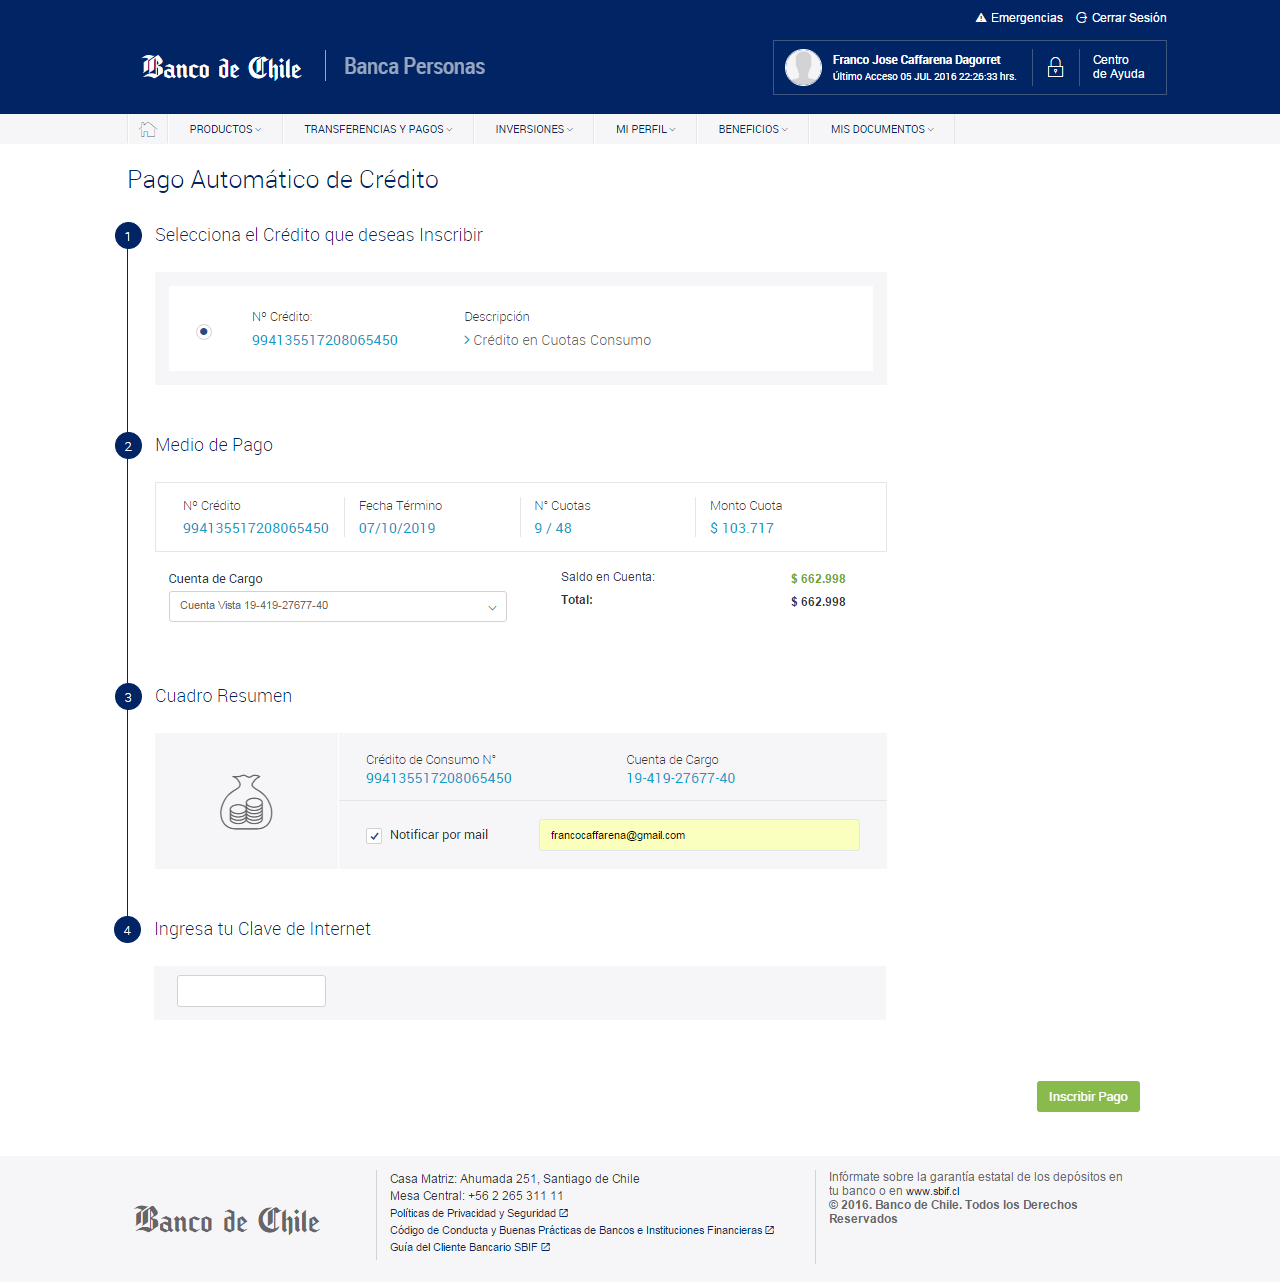 Emergencias Cerrar Sesión
Banco de Chile Banca Personas
Franco Jose Caffarena Dagorret
Último Acceso 05 JUL 2016 22:26:33 hrs.
Centro
de Ayuda
PRODUCTOS TRANSFERENCIAS Y PAGOS INVERSIONES MI PERFIL BENEFICIOS MIS DOCUMENTOS
Pago Automático de Crédito
1 Selecciona el Crédito que deseas Inscribir
Nº Crédito: Descripción
994135517208065450 Crédito en Cuotas Consumo
2 Medio de Pago
Nº Crédito Fecha Término N° Cuotas Monto Cuota
994135517208065450 07/10/2019 9 / 48 $ 103.717
Cuenta de Cargo Saldo en Cuenta: $ 662.998
Cuenta Vista 19-419-27677-40 Total: $ 662.998
3 Cuadro Resumen
Crédito de Consumo N° Cuenta de Cargo
994135517208065450 19-419-27677-40
Notificar por mail francocaffarena@gmail.com
4 Ingresa tu Clave de Internet
Inscribir Pago
Banco de Chile
Casa Matriz: Ahumada 251, Santiago de Chile
Mesa Central: +56 2 265 311 11
Políticas de Privacidad y Seguridad
Código de Conducta y Buenas Prácticas de Bancos e Instituciones Financieras
Guía del Cliente Bancario SBIF
Infórmate sobre la garantía estatal de los depósitos en
tu banco o en www.sbif.cl
© 2016. Banco de Chile. Todos los Derechos
Reservados